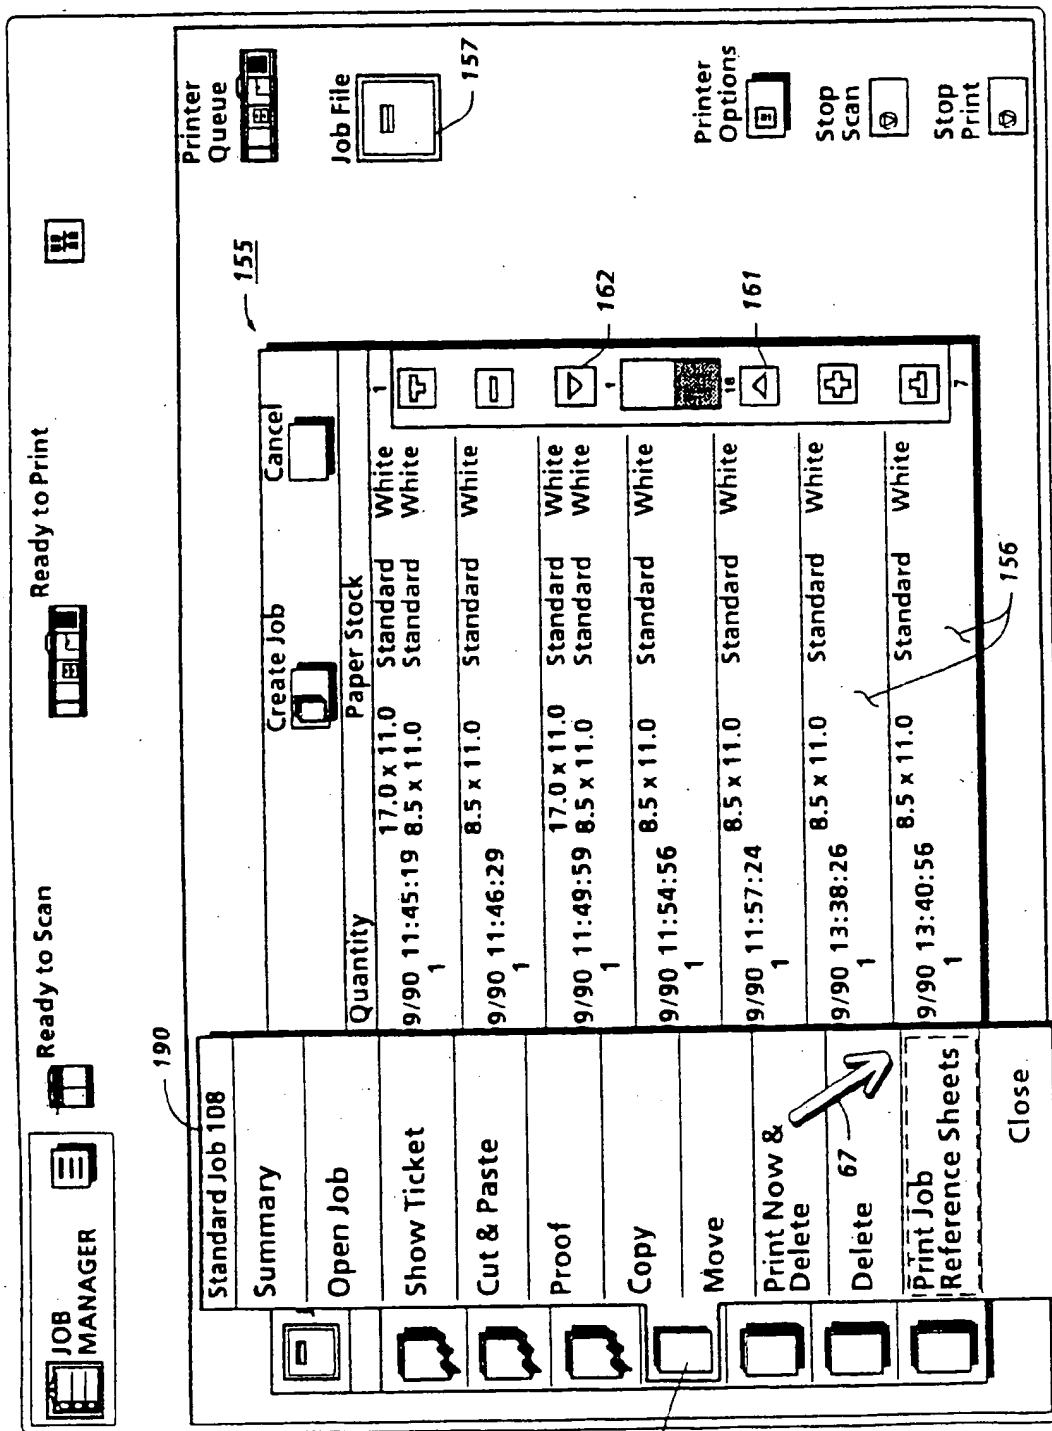 JOB
MANAGER
Ready to Scan
Ready to Print
190
Standard Job 108
Summary
Open Job
Show Ticket
Cut & Paste
Proof
Copy
Move
Print Now &
Delete
Delete
Print Job
Reference Sheets
Close
67
155
Create Job
Cancel
Quantity
Paper Stock
9/90 11:45:19 17.0 x 11.0 Standard White
1 8.5 x 11.0 Standard White
9/90 11:46:29 8.5 x 11.0 Standard White
1
9/90 11:49:59 17.0 x 11.0 Standard White
1 8.5 x 11.0 Standard White
9/90 11:54:56 8.5 x 11.0 Standard White
1
9/90 11:57:24 8.5 x 11.0 Standard White
1
9/90 13:38:26 8.5 x 11.0 Standard White
1
9/90 13:40:56 8.5 x 11.0 Standard White
1
1
1
18
7
162
161
156
Printer
Queue
Job File
157
Printer
Options
Stop
Scan
Stop
Print